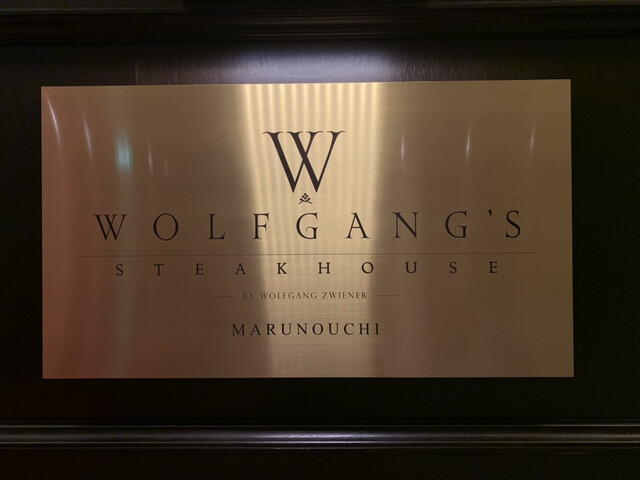 W
WOLFGANG'S
STEAKHOUSE
BY WOLFGANG ZWIENER
MARUNOUCHI